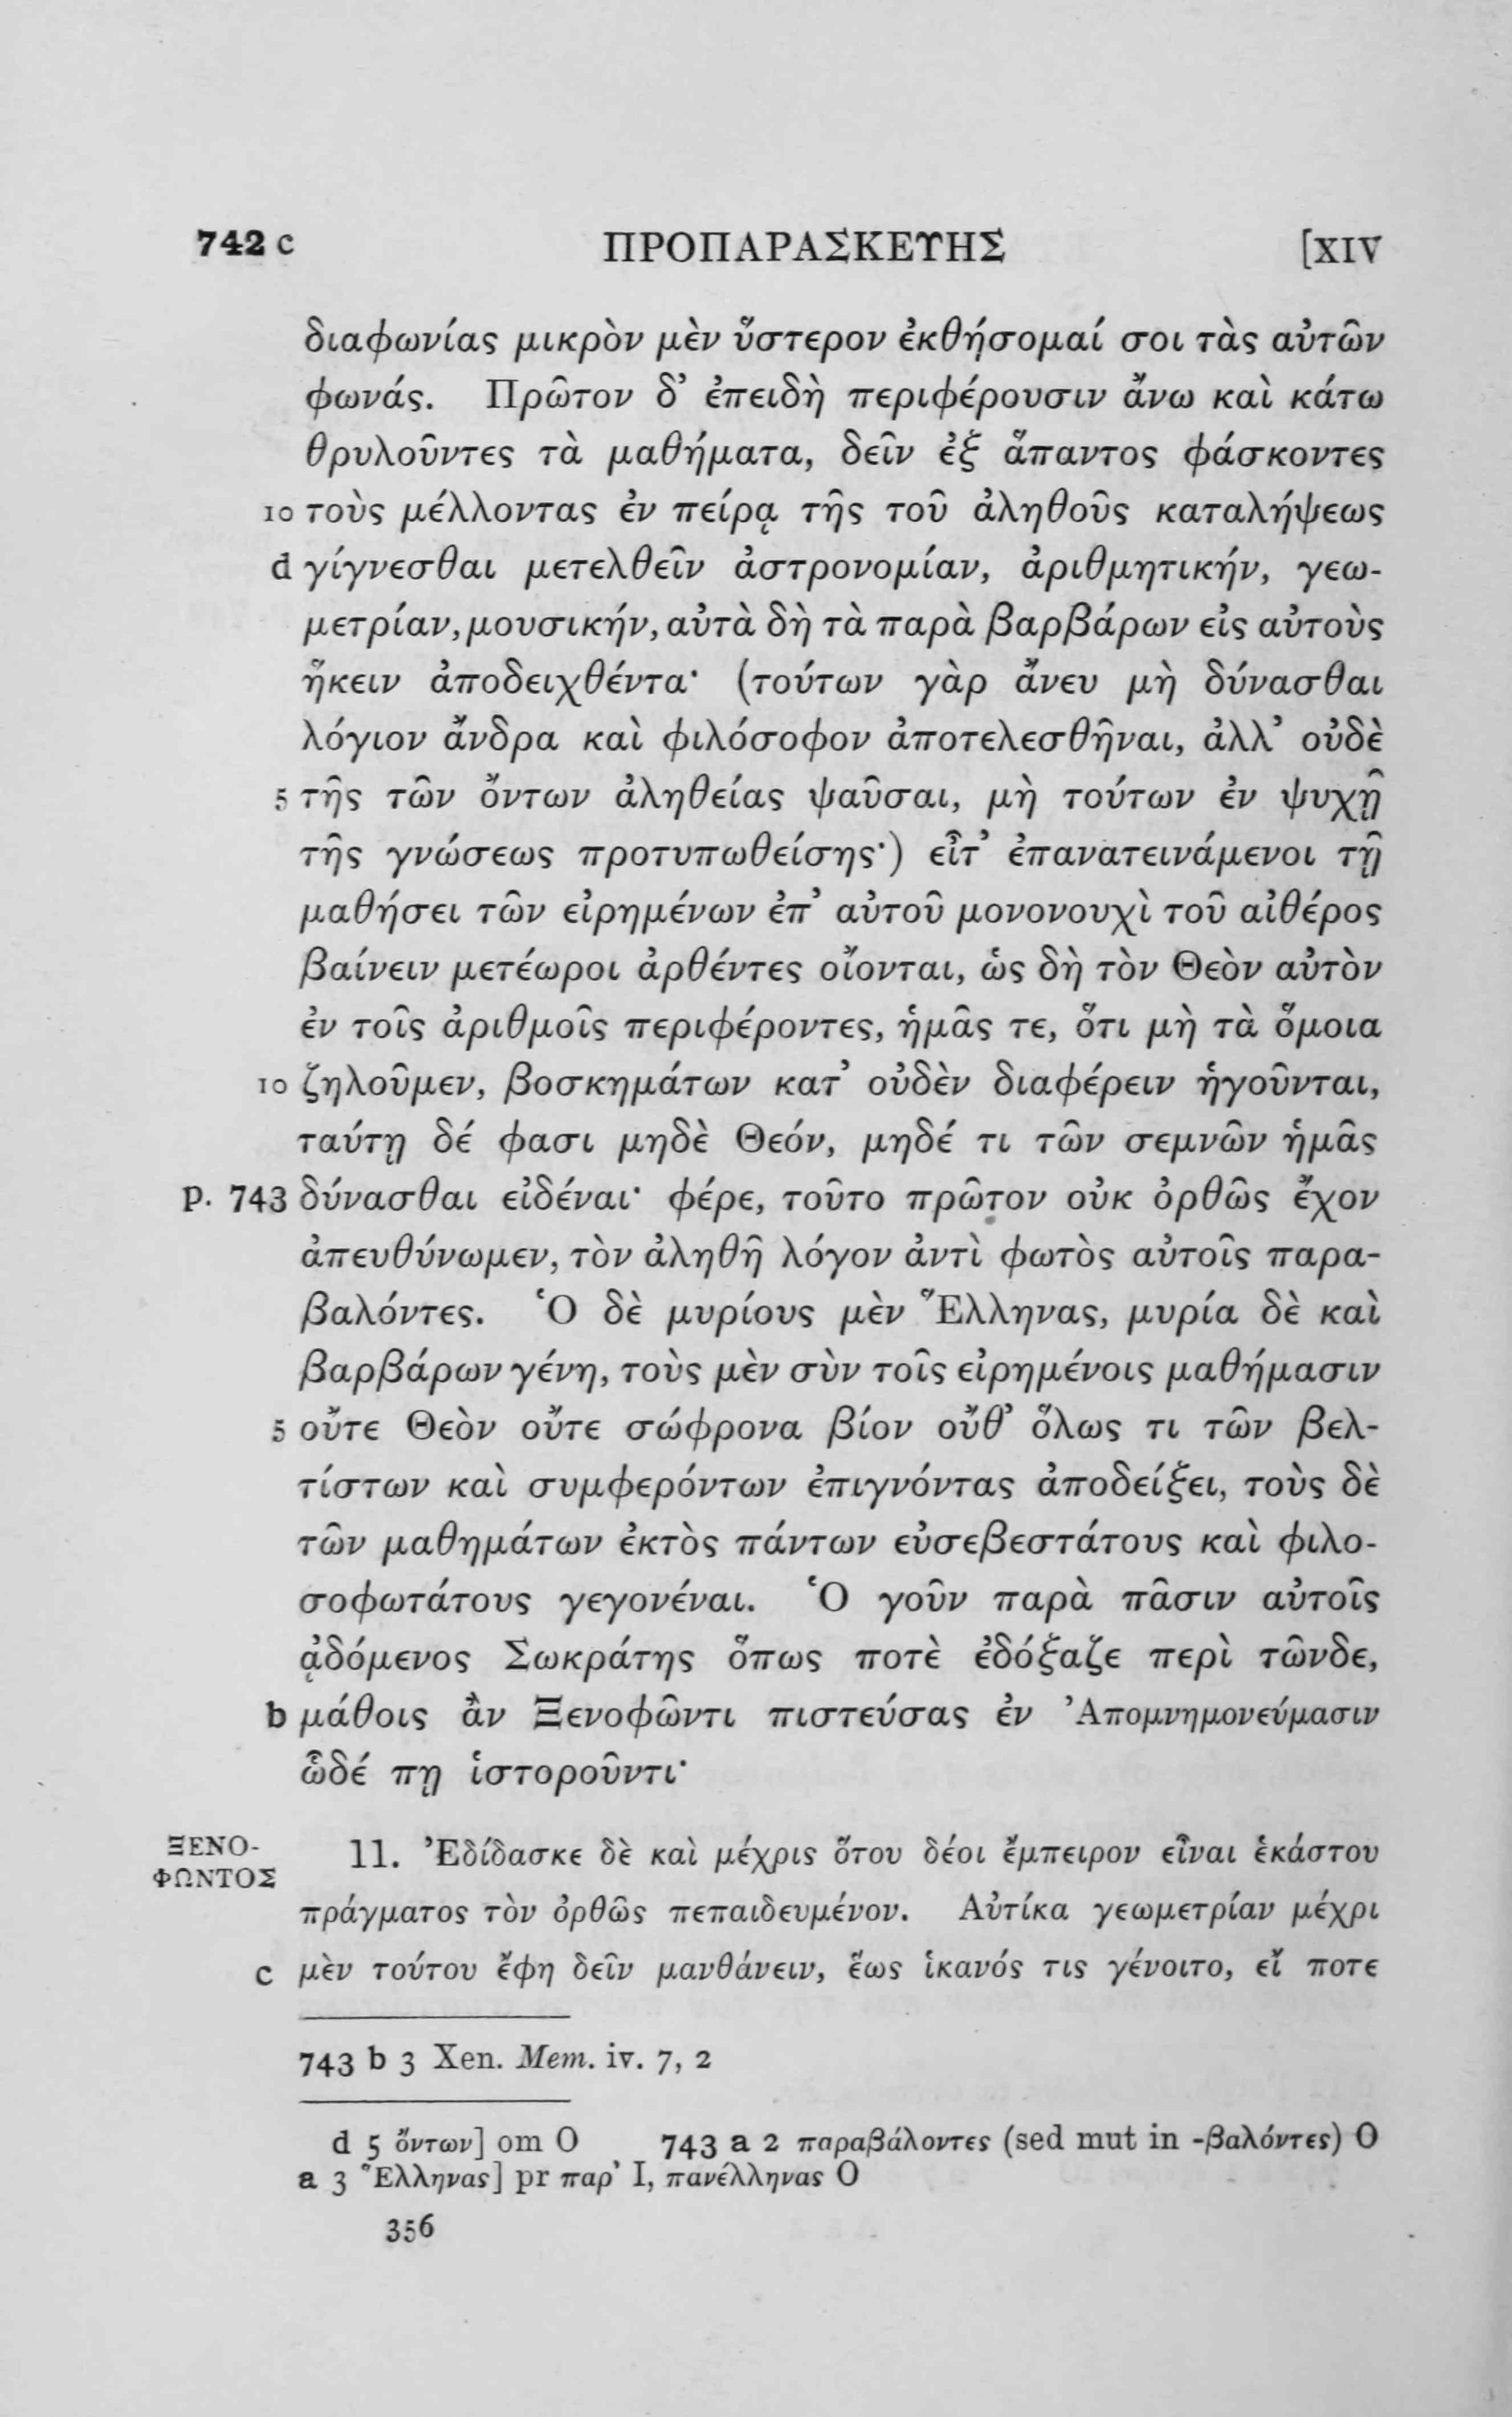 742 c ΠΡΟΠΑΡΑΣΚΕΥΗΣ [XIV
διαφωνίας μικρὸν μὲν ὕστερον ἐκθήσομαί σοι τὰς αὐτῶν
φωνάς. Πρῶτον δ’ ἐπειδὴ περιφέρουσιν ἄνω καὶ κάτω
θρυλοῦντες τὰ μαθήματα, δεῖν ἐξ ἅπαντος φάσκοντες
10 τοὺς μέλλοντας ἐν πείρᾳ τῆς τοῦ ἀληθοῦς καταλήψεως
d γίγνεσθαι μετελθεῖν ἀστρονομίαν, ἀριθμητικήν, γεω-
μετρίαν, μουσικήν, αὐτὰ δὴ τὰ παρὰ βαρβάρων εἰς αὐτοὺς
ἥκειν ἀποδειχθέντα· (τούτων γὰρ ἄνευ μὴ δύνασθαι
λόγιον ἄνδρα καὶ φιλόσοφον ἀποτελεσθῆναι, ἀλλ’ οὐδὲ
5 τῆς τῶν ὄντων ἀληθείας ψαῦσαι, μὴ τούτων ἐν ψυχῇ
τῆς γνώσεως προτυπωθείσης·) εἶτ’ ἐπανατεινάμενοι τῇ
μαθήσει τῶν εἰρημένων ἐπ’ αὐτοῦ μονονουχὶ τοῦ αἰθέρος
βαίνειν μετέωροι ἀρθέντες οἴονται, ὡς δὴ τὸν Θεὸν αὐτὸν
ἐν τοῖς ἀριθμοῖς περιφέροντες, ἡμᾶς τε, ὅτι μὴ τὰ ὅμοια
10 ζηλοῦμεν, βοσκημάτων κατ’ οὐδὲν διαφέρειν ἡγοῦνται,
ταύτῃ δέ φασι μηδὲ Θεόν, μηδέ τι τῶν σεμνῶν ἡμᾶς
p. 743 δύνασθαι εἰδέναι· φέρε, τοῦτο πρῶτον οὐκ ὀρθῶς ἔχον
ἀπευθύνωμεν, τὸν ἀληθῆ λόγον ἀντὶ φωτὸς αὐτοῖς παρα-
βαλόντες. Ὁ δὲ μυρίους μὲν Ἕλληνας, μυρία δὲ καὶ
βαρβάρων γένη, τοὺς μὲν σὺν τοῖς εἰρημένοις μαθήμασιν
5 οὔτε Θεὸν οὔτε σώφρονα βίον οὔθ’ ὅλως τι τῶν βελ-
τίστων καὶ συμφερόντων ἐπιγνόντας ἀποδείξει, τοὺς δὲ
τῶν μαθημάτων ἐκτὸς πάντων εὐσεβεστάτους καὶ φιλο-
σοφωτάτους γεγονέναι. Ὁ γοῦν παρὰ πᾶσιν αὐτοῖς
ᾀδόμενος Σωκράτης ὅπως ποτὲ ἐδόξαζε περὶ τῶνδε,
b μάθοις ἂν Ξενοφῶντι πιστεύσας ἐν Ἀπομνημονεύμασιν
ὧδέ πῃ ἱστοροῦντι·
ΞΕΝΟ-
ΦΩΝΤΟΣ
11. Ἐδίδασκε δὲ καὶ μέχρις ὅτου δέοι ἔμπειρον εἶναι ἑκάστου
πράγματος τὸν ὀρθῶς πεπαιδευμένον. Αὐτίκα γεωμετρίαν μέχρι
c μὲν τούτου ἔφη δεῖν μανθάνειν, ἕως ἱκανός τις γένοιτο, εἴ ποτε
743 b 3 Xen. Mem. iv. 7, 2
d 5 ὄντων] om O 743 a 2 παραβάλοντες (sed mut in -βαλόντες) O
a 3 Ἕλληνας] pr παρ’ I, πανέλληνας O
356